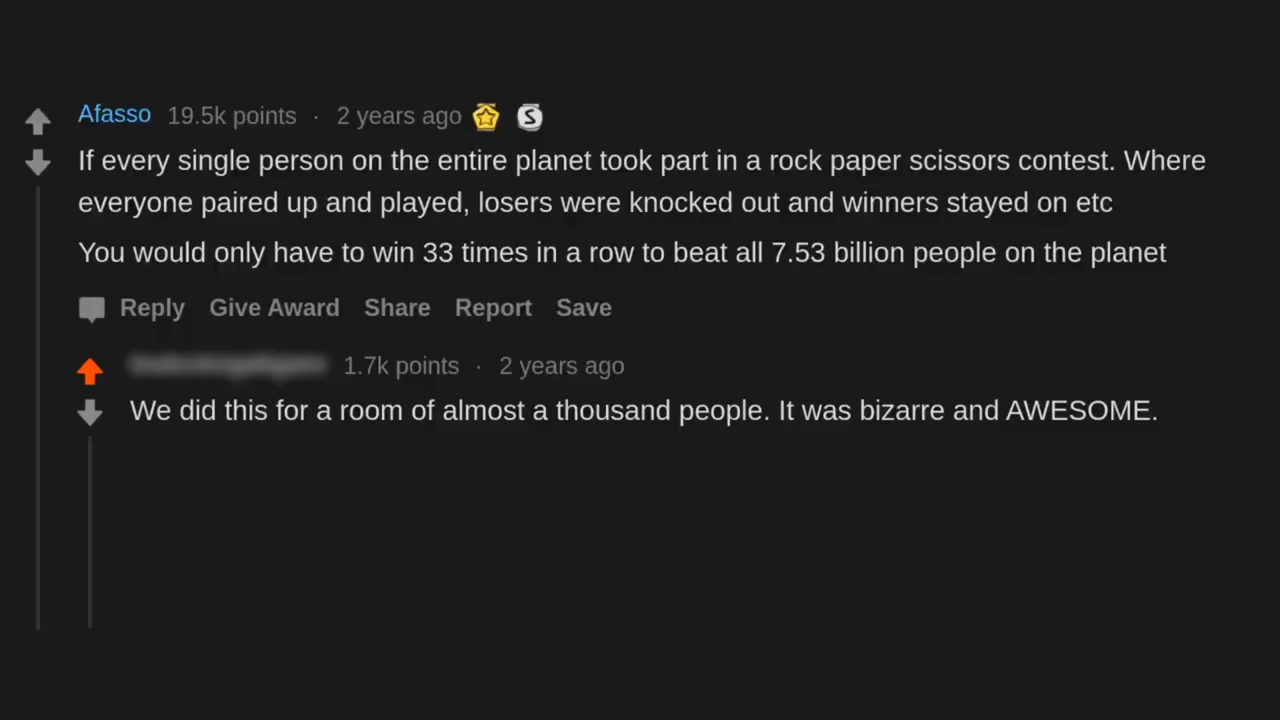 Afasso 19.5k points · 2 years ago S
If every single person on the entire planet took part in a rock paper scissors contest. Where
everyone paired up and played, losers were knocked out and winners stayed on etc
You would only have to win 33 times in a row to beat all 7.53 billion people on the planet
Reply Give Award Share Report Save
1.7k points · 2 years ago
We did this for a room of almost a thousand people. It was bizarre and AWESOME.